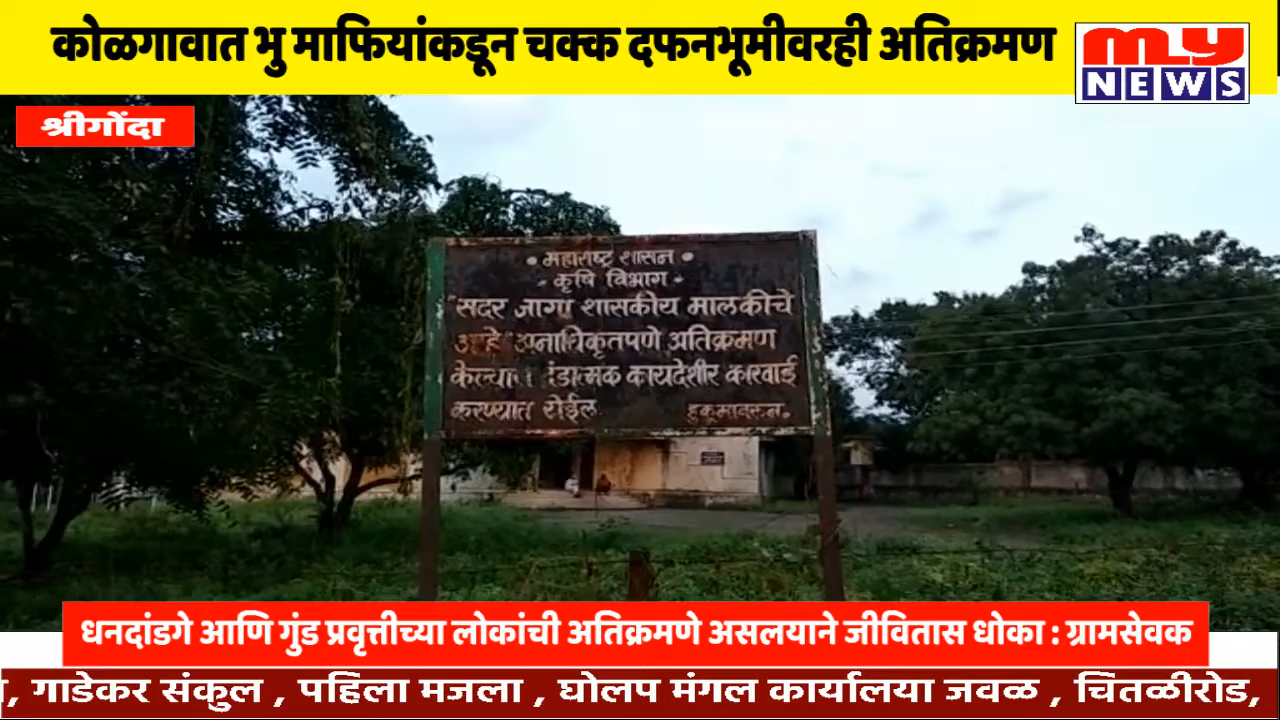 कोळगावात भु माफियांकडून चक्क दफनभूमीवरही अतिक्रमण
my
NEWS
श्रीगोंदा
महाराष्ट्र शासन
कृषि विभाग
"सदर जागा शासकीय मालकीचे
आहे" अनाधिकृतपणे अतिक्रमण
केल्यास दंडात्मक कायदेशीर कारवाई
करण्यात येईल. हुकूमावरून.
धनदांडगे आणि गुंड प्रवृत्तीच्या लोकांची अतिक्रमणे असलयाने जीवितास धोका : ग्रामसेवक
, गाडेकर संकुल , पहिला मजला , घोलप मंगल कार्यालया जवळ , चितळीरोड,